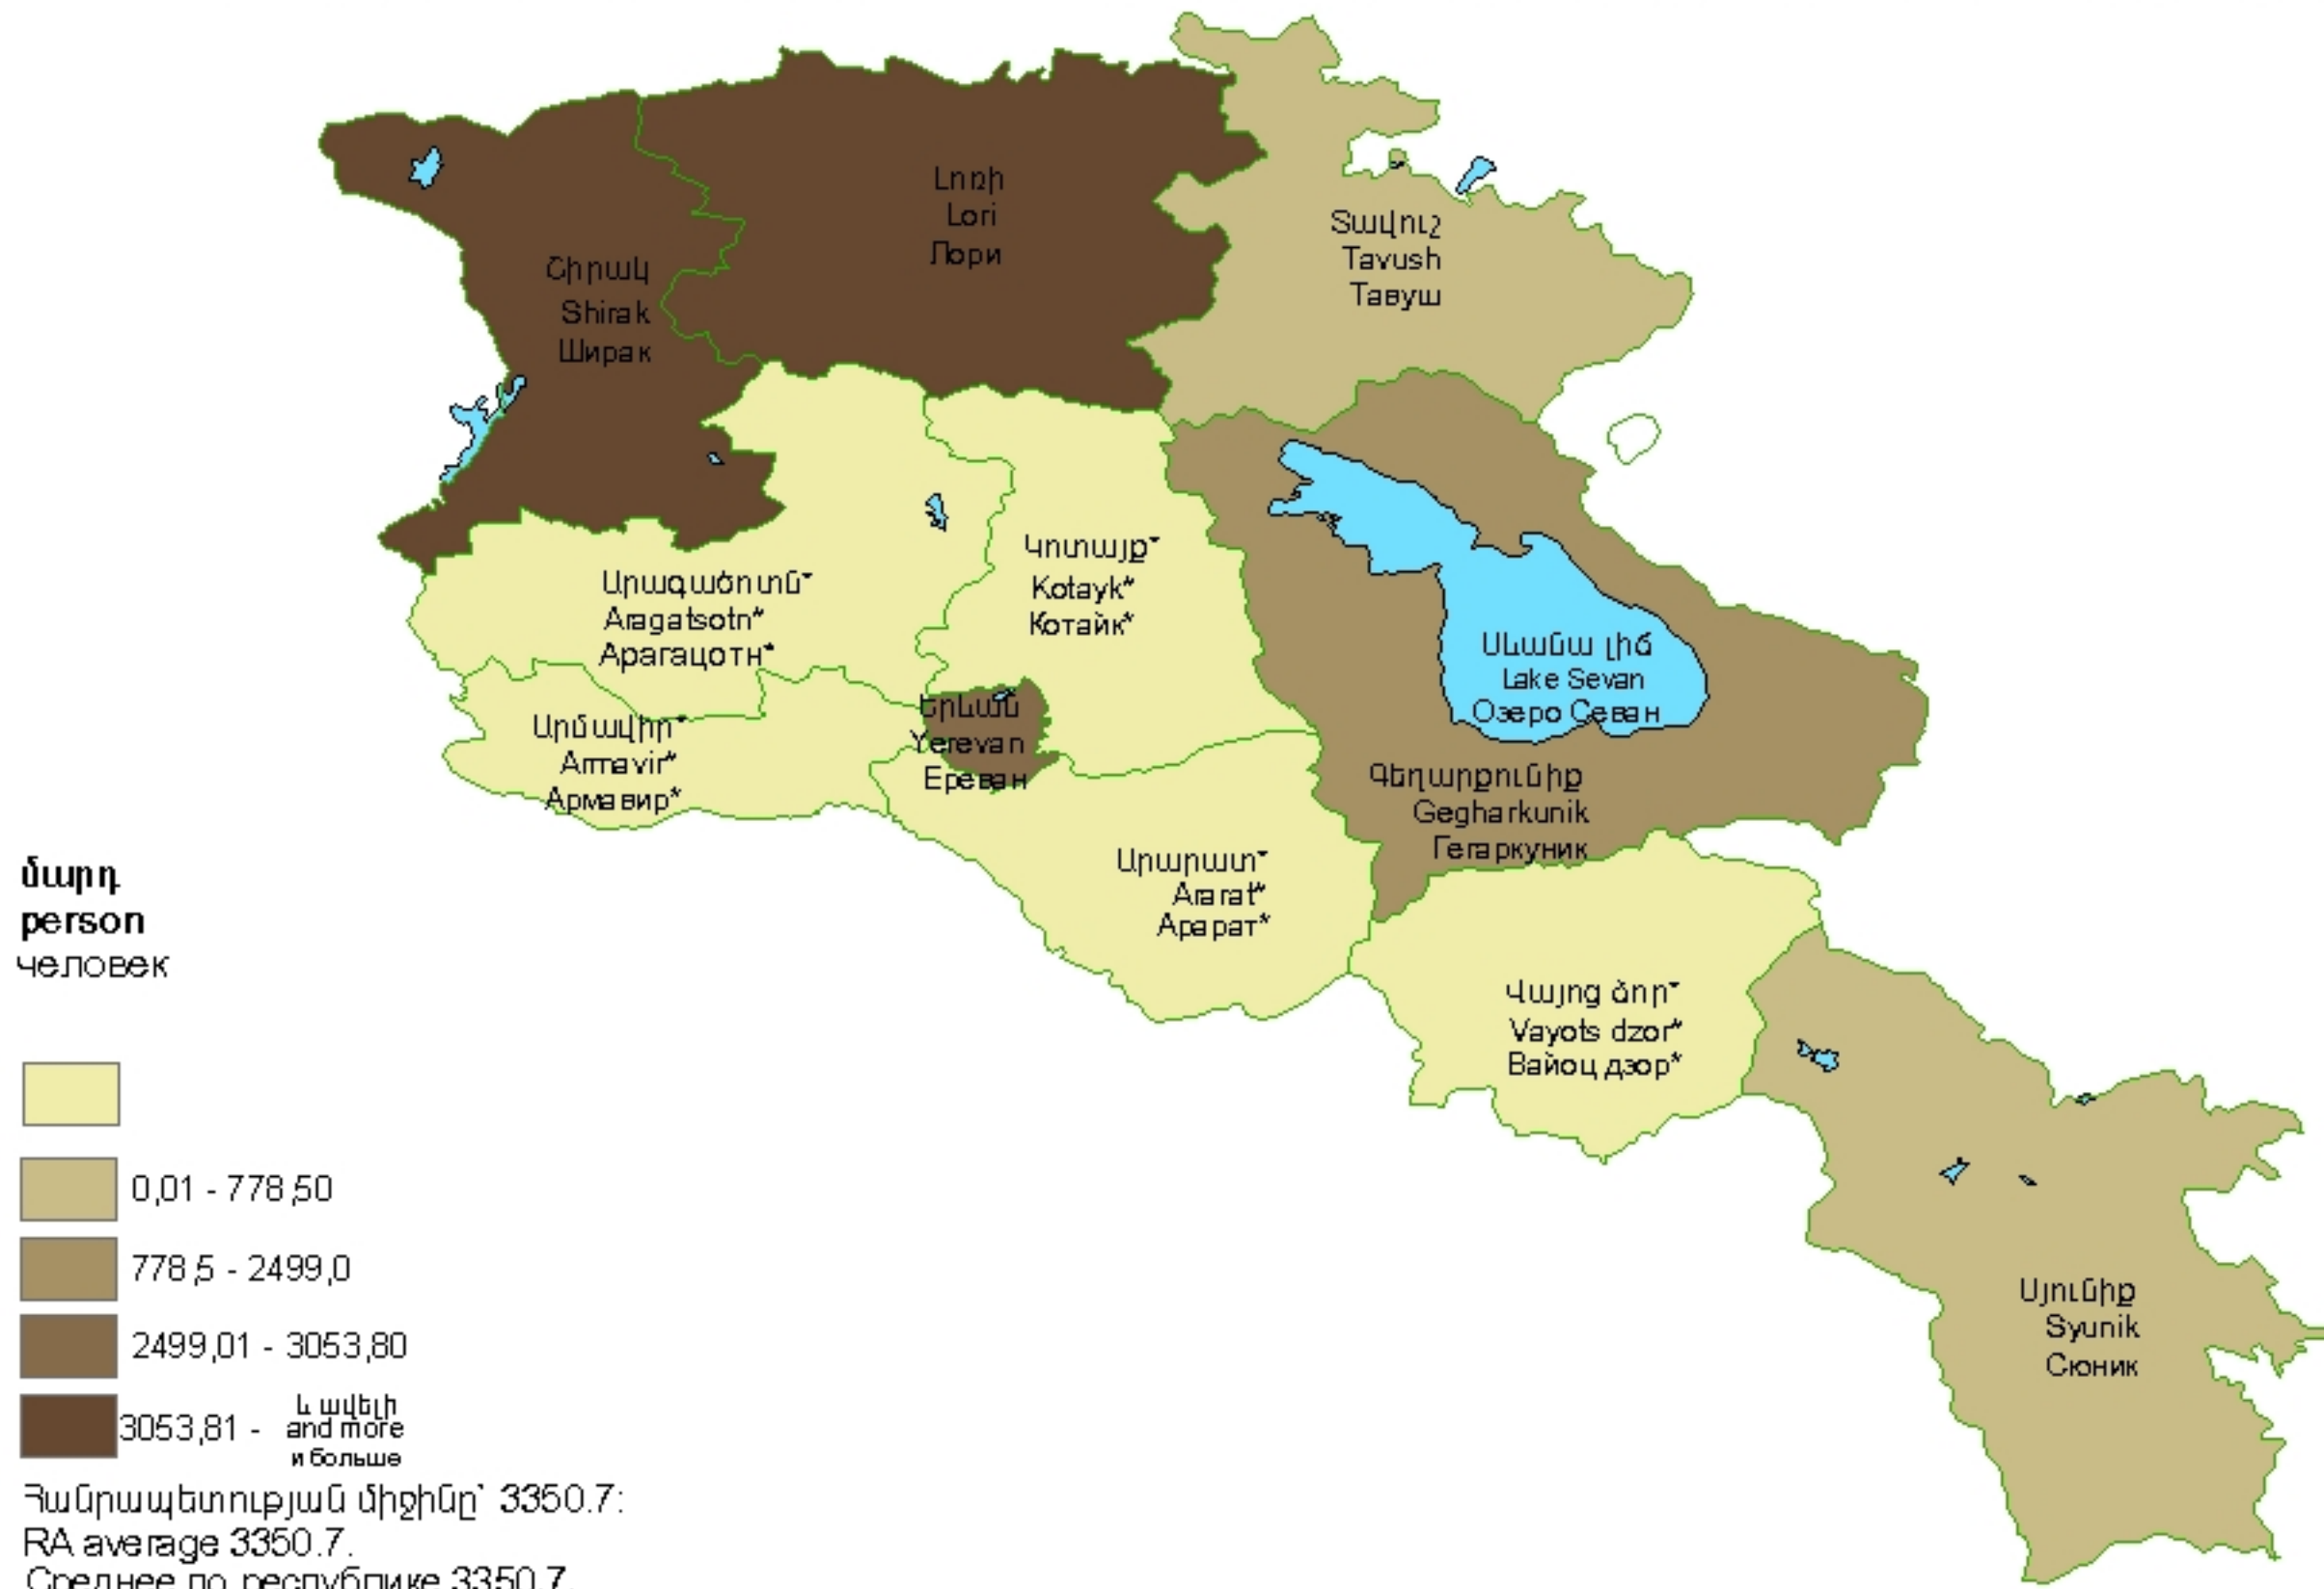 Լոռի
Lori
Лори
Տավուշ
Tavush
Тавуш
Շիրակ
Shirak
Ширак
Կոտայք*
Kotayk*
Котайк*
Արագածոտն*
Aragatsotn*
Арагацотн*
Սևանա լիճ
Lake Sevan
Озеро Севан
Երևան
Yerevan
Ереван
Արմավիր*
Armavir*
Армавир*
Գեղարքունիք
Gegharkunik
Гегаркуник
Արարատ*
Ararat*
Арарат*
Վայոց ձոր*
Vayots dzor*
Вайоц дзор*
Սյունիք
Syunik
Сюник
մարդ
person
человек
0,01 - 778,50
778,5 - 2499,0
2499,01 - 3053,80
3053,81 - և ավելի
and more
и больше
Հանրապետության միջինը՝ 3350.7:
RA average 3350.7.
Среднее по республике 3350.7.